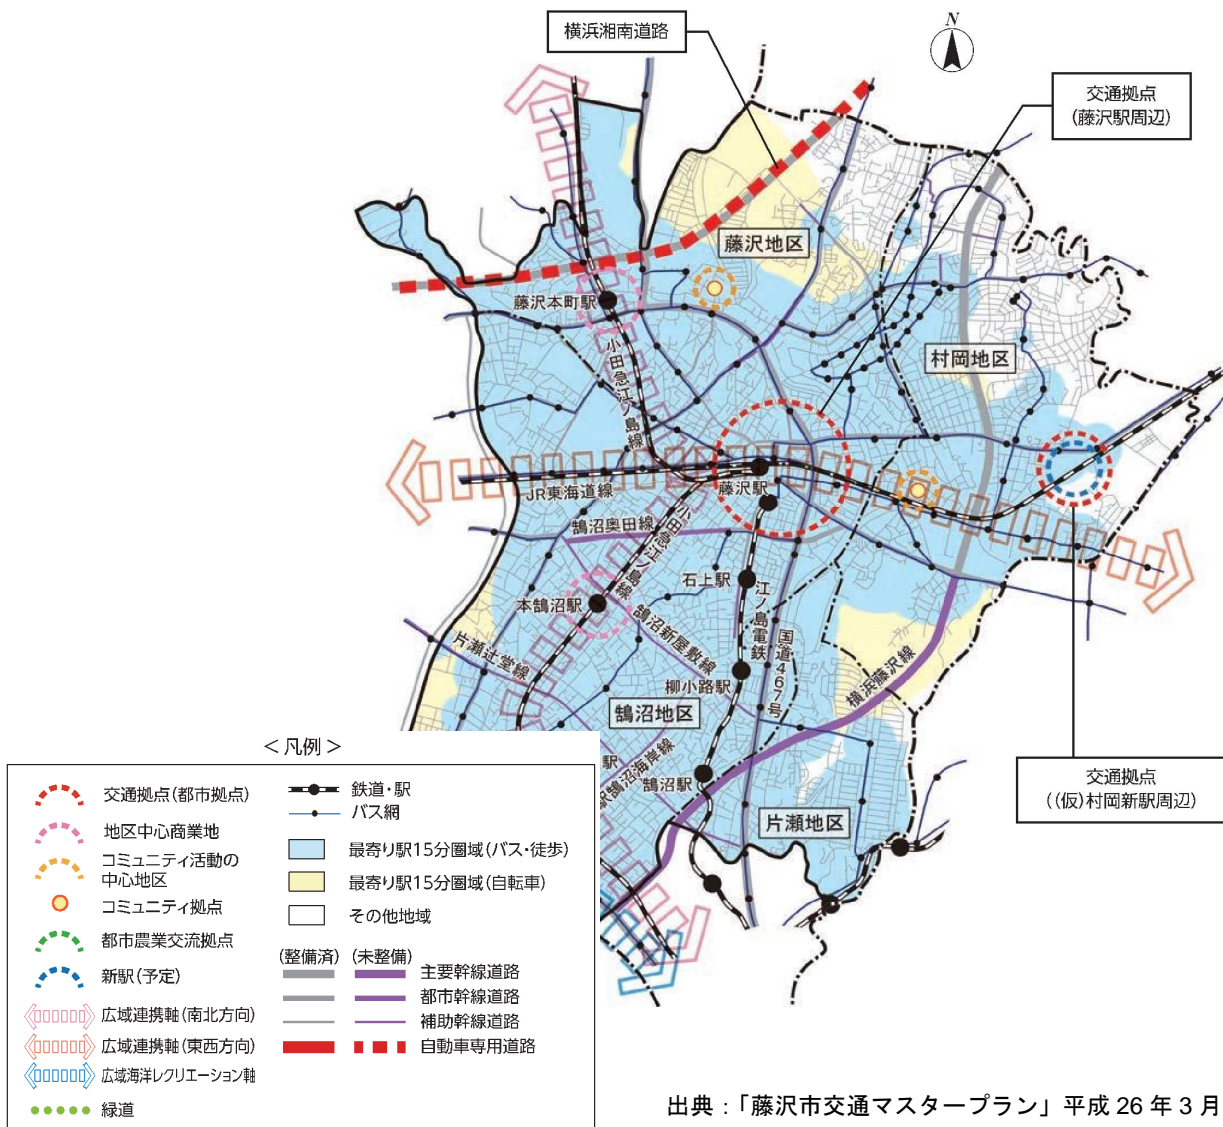 横浜湘南道路
N
交通拠点
(藤沢駅周辺)
藤沢地区
藤沢本町駅
小田急江ノ島線
村岡地区
藤沢駅
JR東海道線
鵠沼奥田線
小田急江ノ島線
石上駅
本鵠沼駅
江ノ島電鉄
国道467号
鵠沼新屋敷線
片瀬辻堂線
横浜藤沢線
柳小路駅
鵠沼地区
駅
駅鵠沼海岸線
鵠沼駅
片瀬地区
交通拠点
((仮)村岡新駅周辺)
<凡例>
交通拠点(都市拠点)
地区中心商業地
コミュニティ活動の
中心地区
コミュニティ拠点
都市農業交流拠点
新駅(予定)
広域連携軸(南北方向)
広域連携軸(東西方向)
広域海洋レクリエーション軸
緑道
鉄道・駅
バス網
最寄り駅15分圏域(バス・徒歩)
最寄り駅15分圏域(自転車)
その他地域
(整備済) (未整備)
主要幹線道路
都市幹線道路
補助幹線道路
自動車専用道路
出典:「藤沢市交通マスタープラン」平成 26 年 3 月